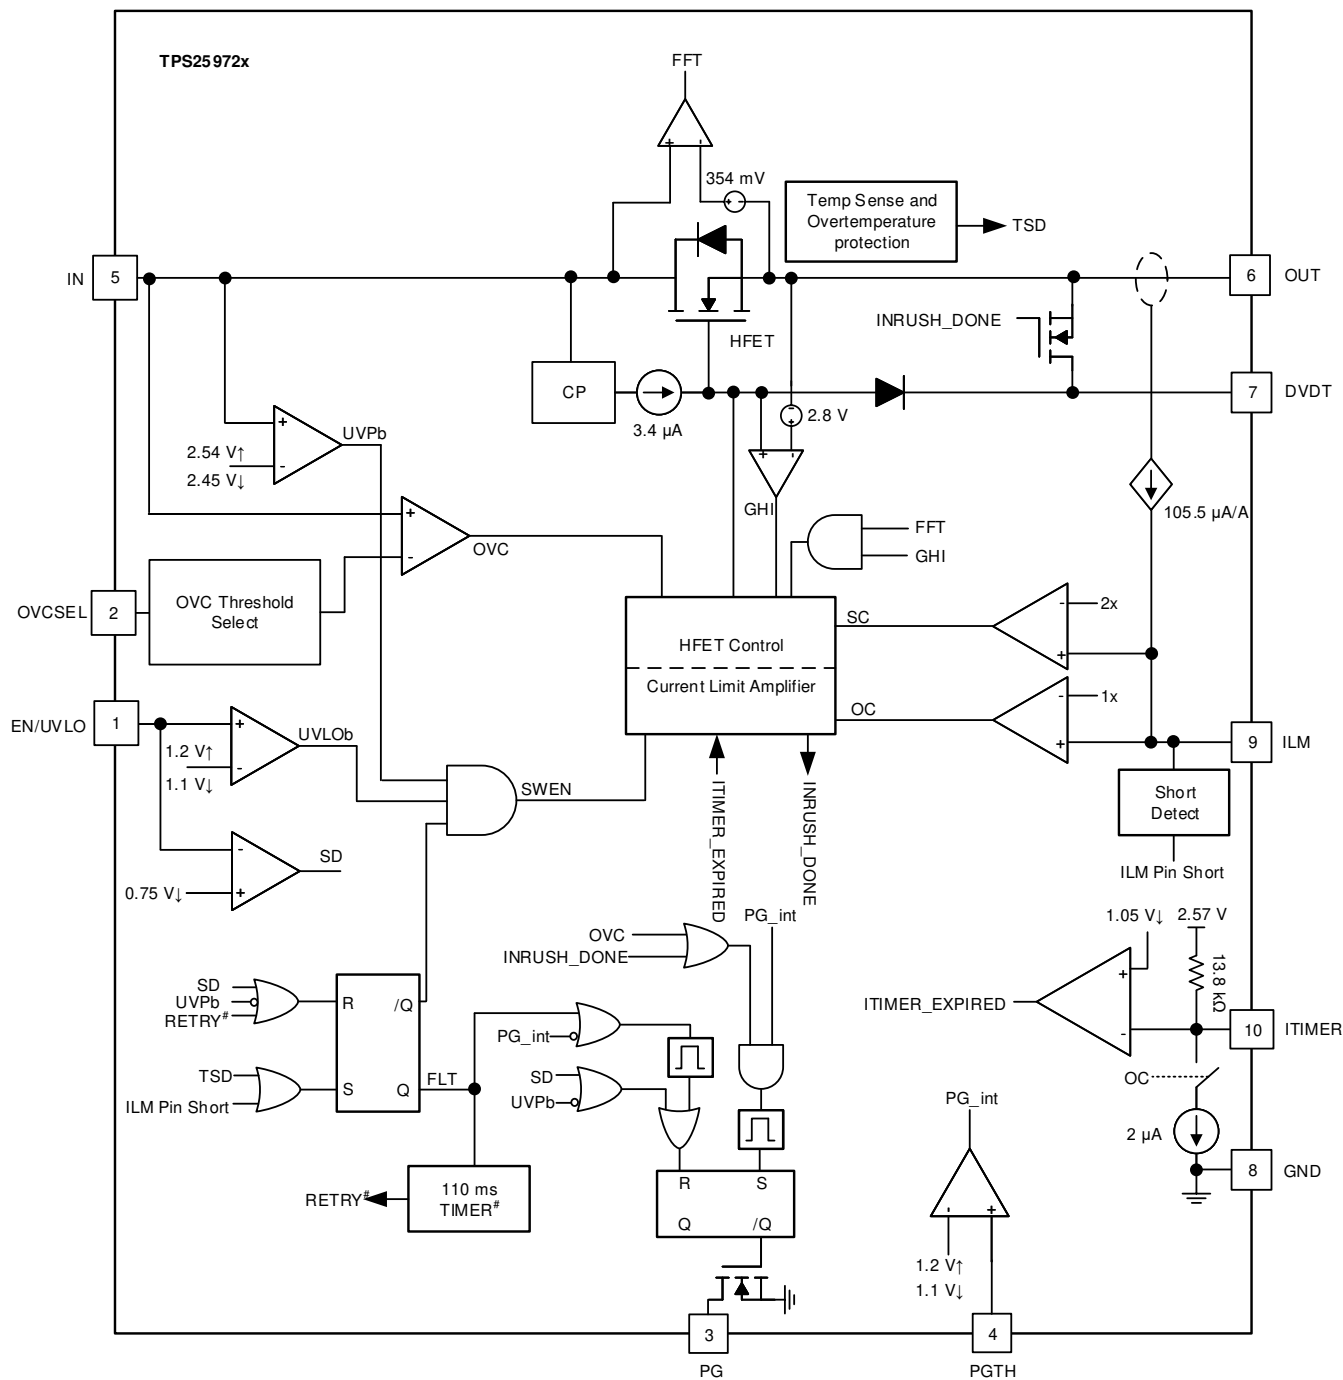 TPS25972x
FFT
+
-
354 mV
+
-
Temp Sense and
Overtemperature
protection
TSD
IN
5
6
OUT
INRUSH_DONE
HFET
CP
3.4 µA
-
+
2.8 V
7
DVDT
+
-
UVPb
2.54 V↑
2.45 V↓
+
-
GHI
105.5 µA/A
+
-
OVC
FFT
GHI
OVCSEL
2
OVC Threshold
Select
HFET Control
Current Limit Amplifier
SC
-
2x
+
OC
-
1x
+
EN/UVLO
1
+
-
UVLOb
1.2 V↑
1.1 V↓
9
ILM
SWEN
Short
Detect
ILM Pin Short
ITIMER_EXPIRED
INRUSH_DONE
-
+
SD
0.75 V↓
PG_int
OVC
INRUSH_DONE
1.05 V↓
2.57 V
13.8 kΩ
+
-
ITIMER_EXPIRED
10
ITIMER
SD
UVPb
RETRY#
R
/Q
S
Q
TSD
ILM Pin Short
FLT
PG_int
SD
UVPb
OC
2 µA
8
GND
110 ms
TIMER#
RETRY#
R
S
Q
/Q
PG_int
-
+
1.2 V↑
1.1 V↓
3
PG
4
PGTH